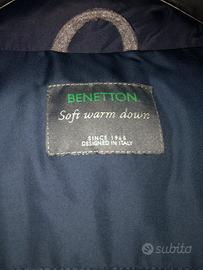 BENETTON
Soft warm down
SINCE 1965
DESIGNED IN ITALY
subito